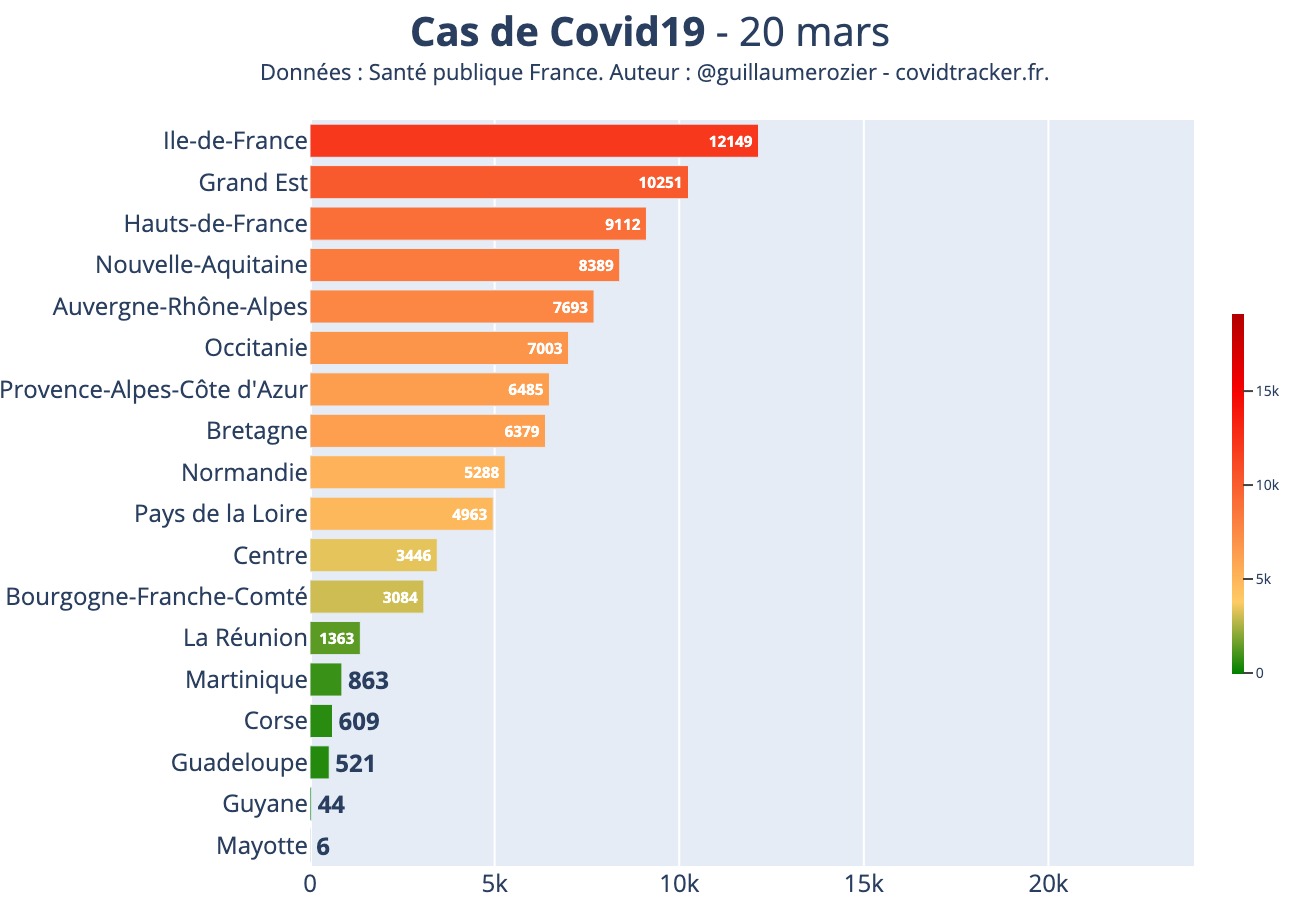 Cas de Covid19 - 20 mars
Données : Santé publique France. Auteur : @guillaumerozier - covidtracker.fr.
Ile-de-France 12149
Grand Est 10251
Hauts-de-France 9112
Nouvelle-Aquitaine 8389
Auvergne-Rhône-Alpes 7693
Occitanie 7003
Provence-Alpes-Côte d'Azur 6485
Bretagne 6379
Normandie 5288
Pays de la Loire 4963
Centre 3446
Bourgogne-Franche-Comté 3084
La Réunion 1363
Martinique 863
Corse 609
Guadeloupe 521
Guyane 44
Mayotte 6
0 5k 10k 15k 20k
15k
10k
5k
0